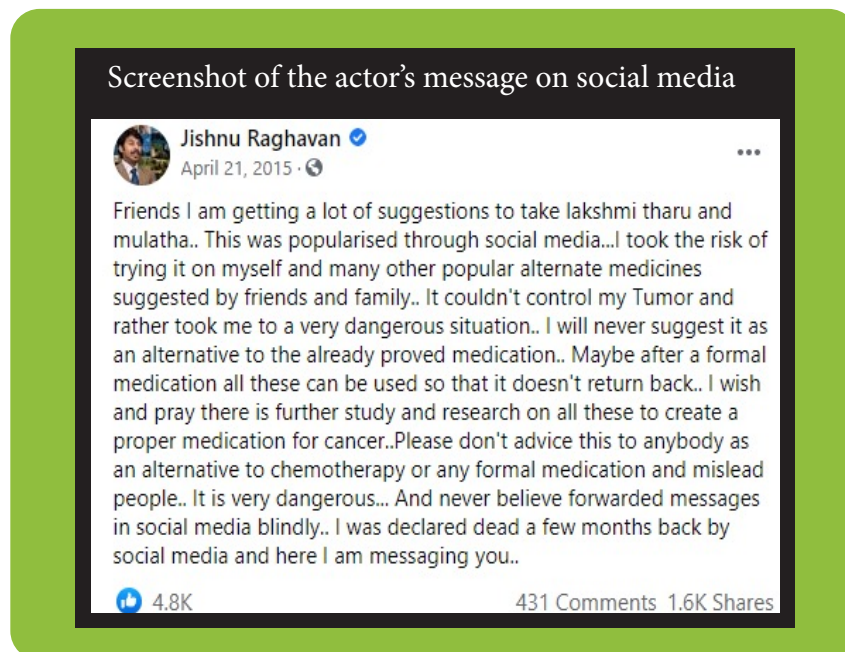 Screenshot of the actor's message on social media
Jishnu Raghavan
April 21, 2015 ·
Friends I am getting a lot of suggestions to take lakshmi tharu and
mulatha.. This was popularised through social media...I took the risk of
trying it on myself and many other popular alternate medicines
suggested by friends and family.. It couldn't control my Tumor and
rather took me to a very dangerous situation.. I will never suggest it as
an alternative to the already proved medication.. Maybe after a formal
medication all these can be used so that it doesn't return back.. I wish
and pray there is further study and research on all these to create a
proper medication for cancer..Please don't advice this to anybody as
an alternative to chemotherapy or any formal medication and mislead
people.. It is very dangerous... And never believe forwarded messages
in social media blindly.. I was declared dead a few months back by
social media and here I am messaging you..
4.8K 431 Comments 1.6K Shares